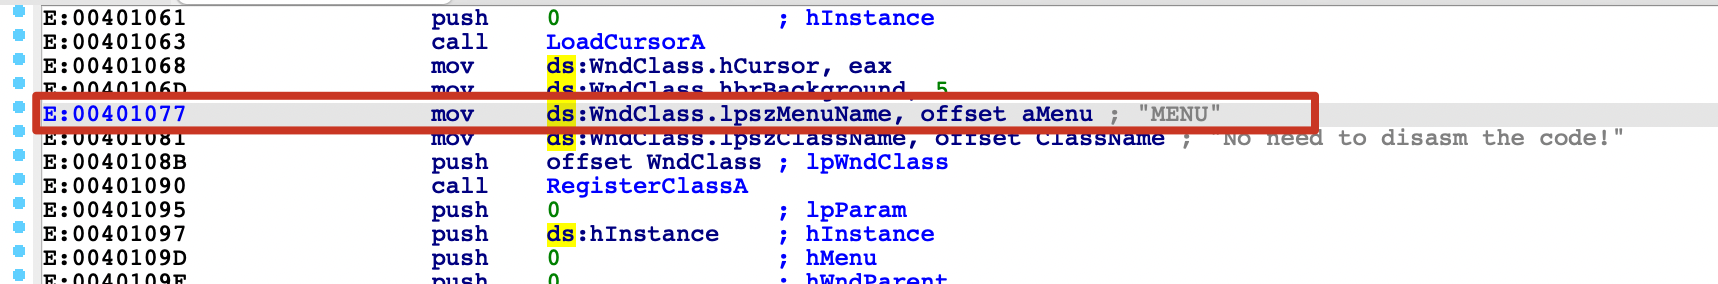 E:00401061 push 0 ; hInstance
E:00401063 call LoadCursorA
E:00401068 mov ds:WndClass.hCursor, eax
E:0040106D mov ds:WndClass.hbrBackground, 5
E:00401077 mov ds:WndClass.lpszMenuName, offset aMenu ; "MENU"
E:00401081 mov ds:WndClass.lpszClassName, offset ClassName ; "No need to disasm the code!"
E:0040108B push offset WndClass ; lpWndClass
E:00401090 call RegisterClassA
E:00401095 push 0 ; lpParam
E:00401097 push ds:hInstance ; hInstance
E:0040109D push 0 ; hMenu
E:0040109F push 0 ; hWndParent